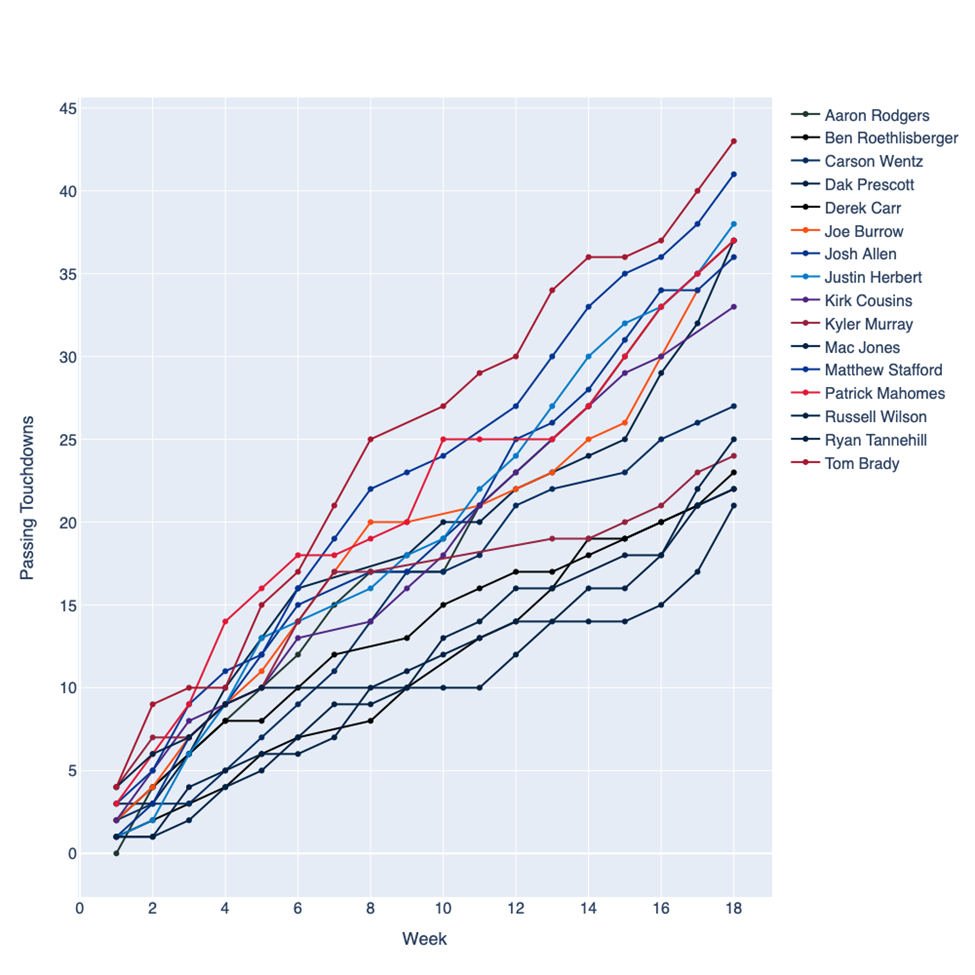 45
40
35
30
25
20
15
10
5
0
Passing Touchdowns
0 2 4 6 8 10 12 14 16 18
Week
Aaron Rodgers
Ben Roethlisberger
Carson Wentz
Dak Prescott
Derek Carr
Joe Burrow
Josh Allen
Justin Herbert
Kirk Cousins
Kyler Murray
Mac Jones
Matthew Stafford
Patrick Mahomes
Russell Wilson
Ryan Tannehill
Tom Brady